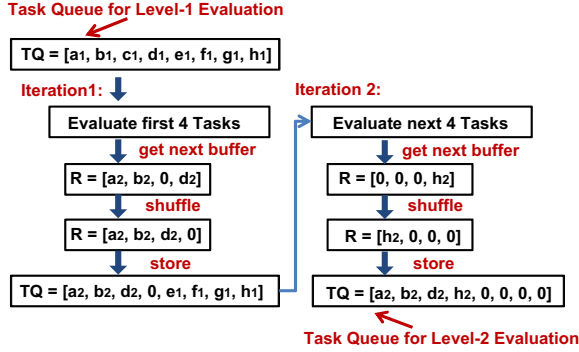 Task Queue for Level-1 Evaluation
TQ = [a1, b1, c1, d1, e1, f1, g1, h1]
Iteration1:
Evaluate first 4 Tasks
get next buffer
R = [a2, b2, 0, d2]
shuffle
R = [a2, b2, d2, 0]
store
TQ = [a2, b2, d2, 0, e1, f1, g1, h1]
Iteration 2:
Evaluate next 4 Tasks
get next buffer
R = [0, 0, 0, h2]
shuffle
R = [h2, 0, 0, 0]
store
TQ = [a2, b2, d2, h2, 0, 0, 0, 0]
Task Queue for Level-2 Evaluation